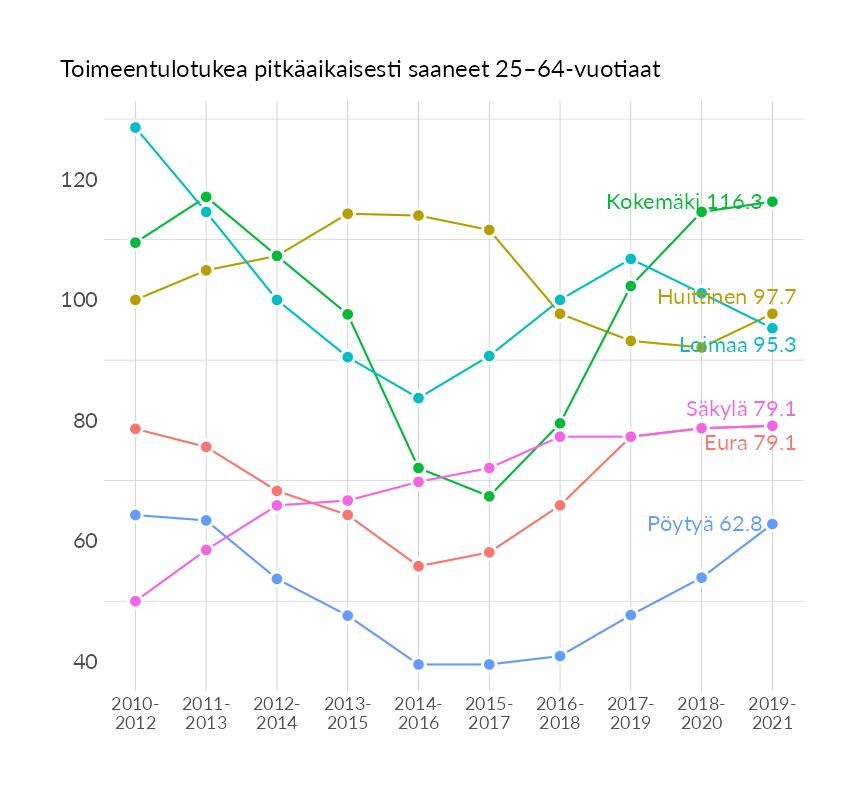 Toimeentulotukea pitkäaikaisesti saaneet 25–64-vuotiaat
120
100
80
60
40
Kokemäki 116.3
Huittinen 97.7
Loimaa 95.3
Säkylä 79.1
Eura 79.1
Pöytyä 62.8
2010- 2011- 2012- 2013- 2014- 2015- 2016- 2017- 2018- 2019-
2012 2013 2014 2015 2016 2017 2018 2019 2020 2021